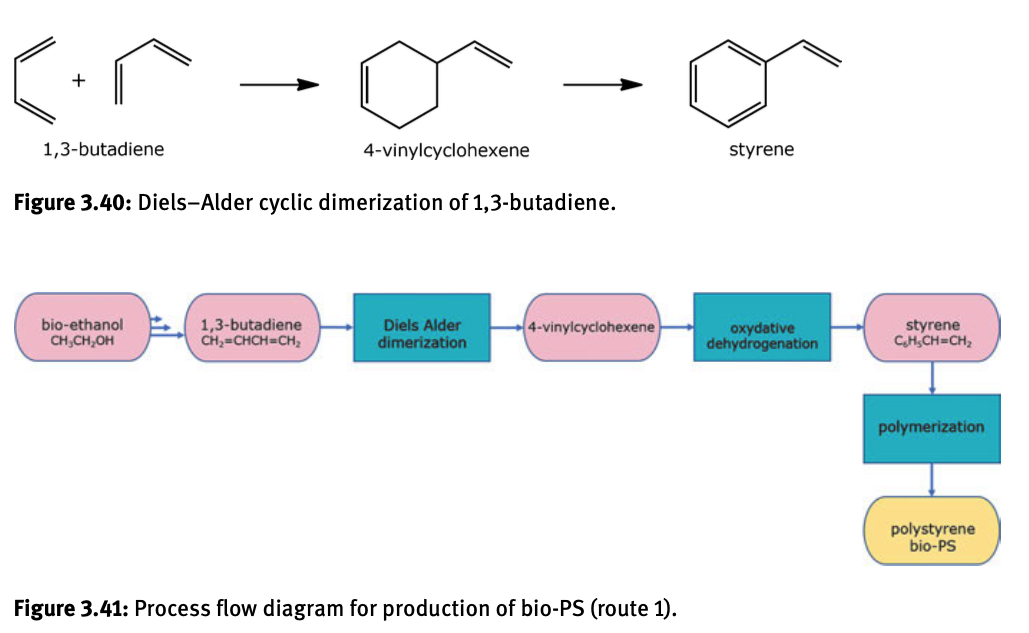 +
1,3-butadiene
4-vinylcyclohexene
styrene
Figure 3.40: Diels–Alder cyclic dimerization of 1,3-butadiene.
bio-ethanol
CH₃CH₂OH
1,3-butadiene
CH₂=CHCH=CH₂
Diels Alder
dimerization
4-vinylcyclohexene
oxydative
dehydrogenation
styrene
C₆H₅CH=CH₂
polymerization
polystyrene
bio-PS
Figure 3.41: Process flow diagram for production of bio-PS (route 1).